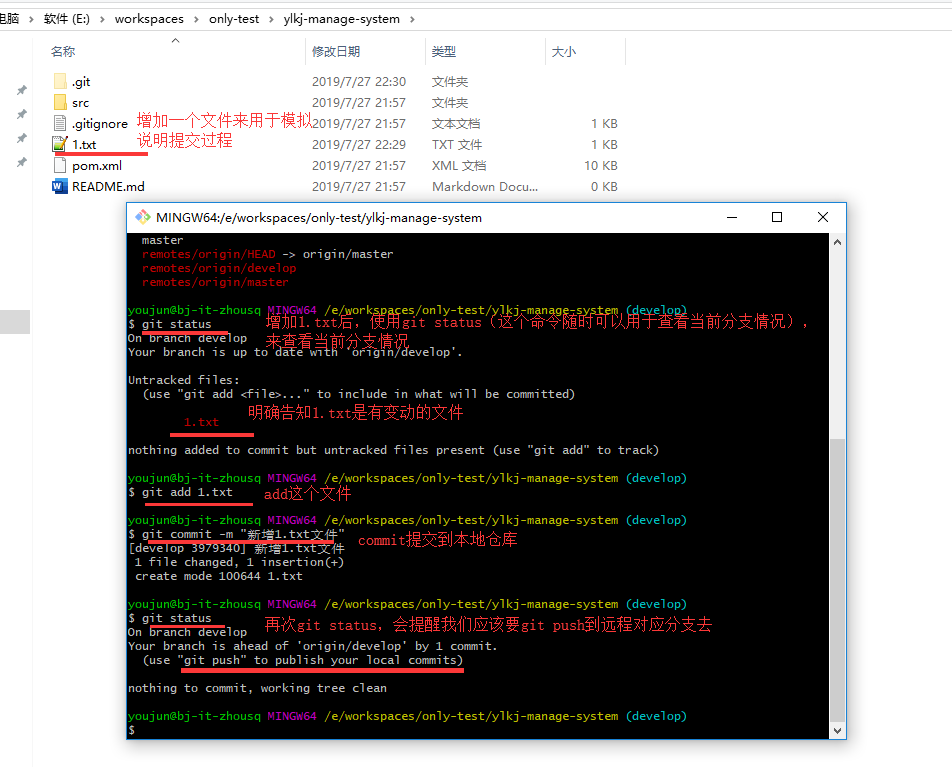 电脑 › 软件 (E:) › workspaces › only-test › ylkj-manage-system ›
名称 修改日期 类型 大小
.git 2019/7/27 22:30 文件夹
src 2019/7/27 21:57 文件夹
.gitignore 2019/7/27 21:57 文本文档 1 KB
增加一个文件来用于模拟
说明提交过程
1.txt 2019/7/27 22:29 TXT 文件 1 KB
pom.xml 2019/7/27 21:57 XML 文档 10 KB
README.md 2019/7/27 21:57 Markdown Docu... 0 KB
MINGW64:/e/workspaces/only-test/ylkj-manage-system
master
remotes/origin/HEAD -> origin/master
remotes/origin/develop
remotes/origin/master
youjun@bj-it-zhousq MINGW64 /e/workspaces/only-test/ylkj-manage-system (develop)
$ git status
增加1.txt后，使用git status（这个命令随时可以用于查看当前分支情况），
来查看当前分支情况
On branch develop
Your branch is up to date with 'origin/develop'.
Untracked files:
(use "git add <file>..." to include in what will be committed)
1.txt
明确告知1.txt是有变动的文件
nothing added to commit but untracked files present (use "git add" to track)
youjun@bj-it-zhousq MINGW64 /e/workspaces/only-test/ylkj-manage-system (develop)
$ git add 1.txt
add这个文件
youjun@bj-it-zhousq MINGW64 /e/workspaces/only-test/ylkj-manage-system (develop)
$ git commit -m "新增1.txt文件"
commit提交到本地仓库
[develop 3979340] 新增1.txt文件
1 file changed, 1 insertion(+)
create mode 100644 1.txt
youjun@bj-it-zhousq MINGW64 /e/workspaces/only-test/ylkj-manage-system (develop)
$ git status
再次git status，会提醒我们应该要git push到远程对应分支去
On branch develop
Your branch is ahead of 'origin/develop' by 1 commit.
(use "git push" to publish your local commits)
nothing to commit, working tree clean
youjun@bj-it-zhousq MINGW64 /e/workspaces/only-test/ylkj-manage-system (develop)
$